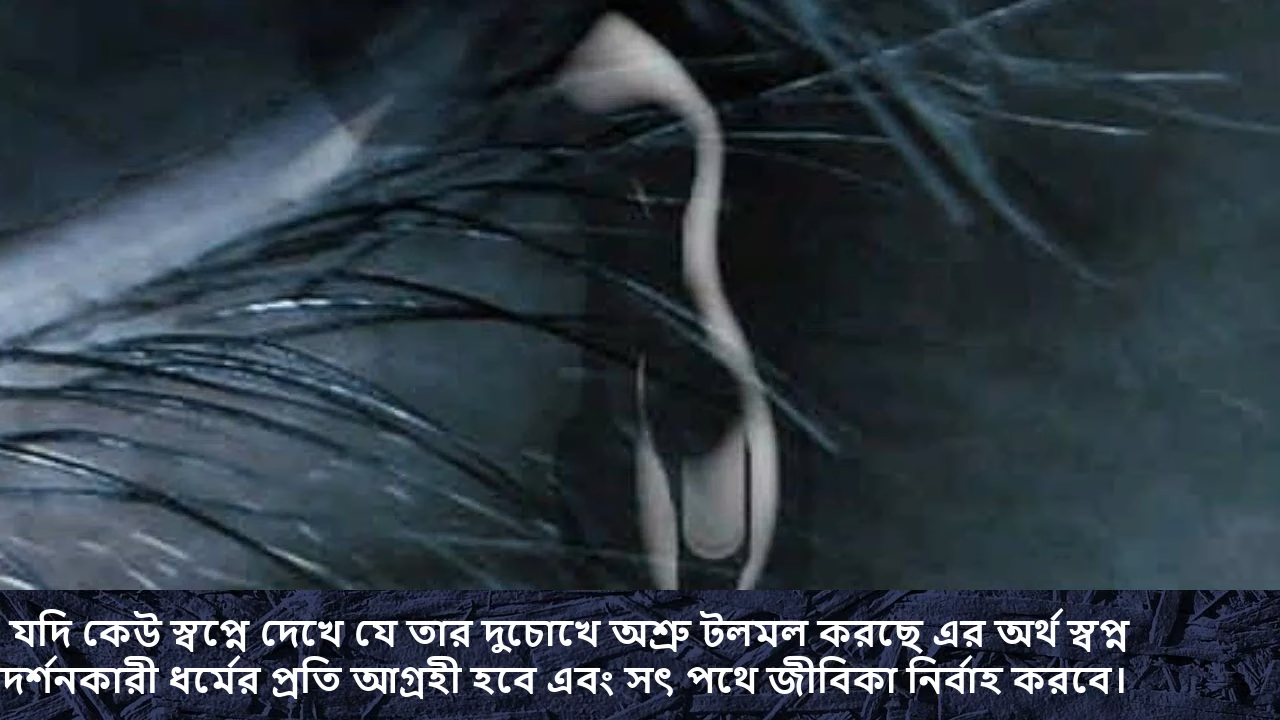 যদি কেউ স্বপ্নে দেখে যে তার দুচোখে অশ্রু টলমল করছে এর অর্থ স্বপ্ন
দর্শনকারী ধর্মের প্রতি আগ্রহী হবে এবং সৎ পথে জীবিকা নির্বাহ করবে।